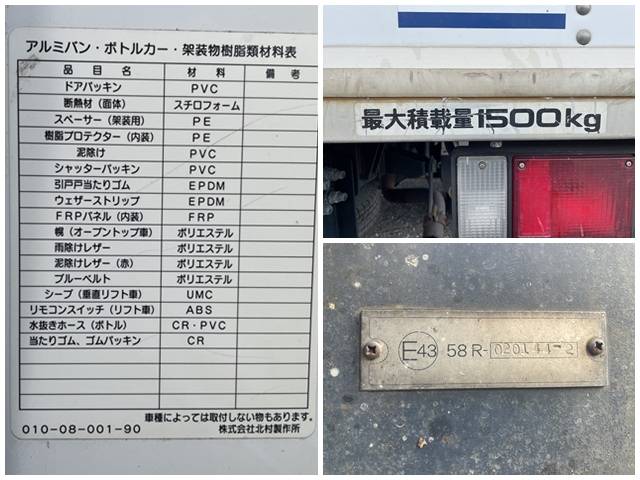 アルミバン・ボトルカー・架装物樹脂類材料表
品目名 材料 備考
ドアパッキン PVC
断熱材（面体） スチロフォーム
スペーサー（架装用） PE
樹脂プロテクター（内装） PE
泥除け PVC
シャッターパッキン PVC
引戸戸当たりゴム EPDM
ウェザーストリップ EPDM
FRPパネル（内装） FRP
幌（オープントップ車） ポリエステル
雨除けレザー ポリエステル
泥除けレザー（赤） ポリエステル
ブルーベルト ポリエステル
シーブ（垂直リフト車） UMC
リモコンスイッチ（リフト車） ABS
水抜きホース（ボトル） CR・PVC
当たりゴム、ゴムパッキン CR
車種によっては取付しない物もあります。
010-08-001-90 株式会社北村製作所
最大積載量1500kg
E43 58R-020144-2